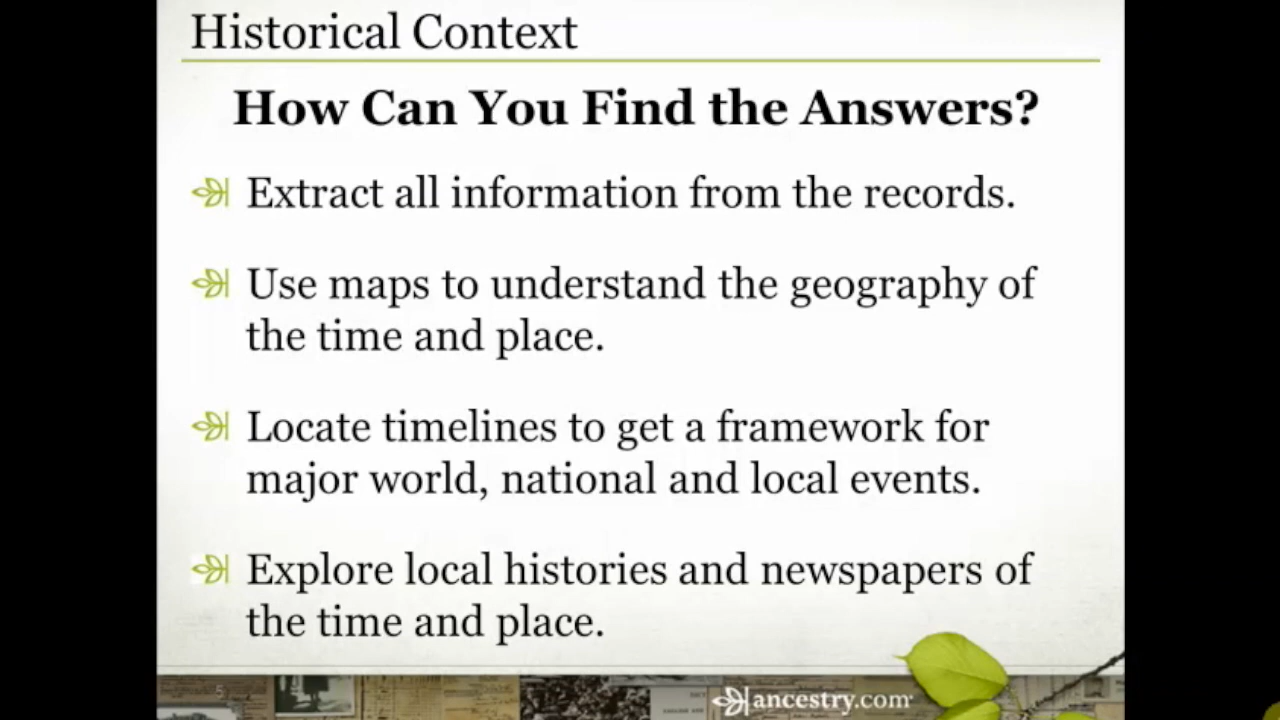 Historical Context
How Can You Find the Answers?
Extract all information from the records.
Use maps to understand the geography of
the time and place.
Locate timelines to get a framework for
major world, national and local events.
Explore local histories and newspapers of
the time and place.
5
ancestry.com